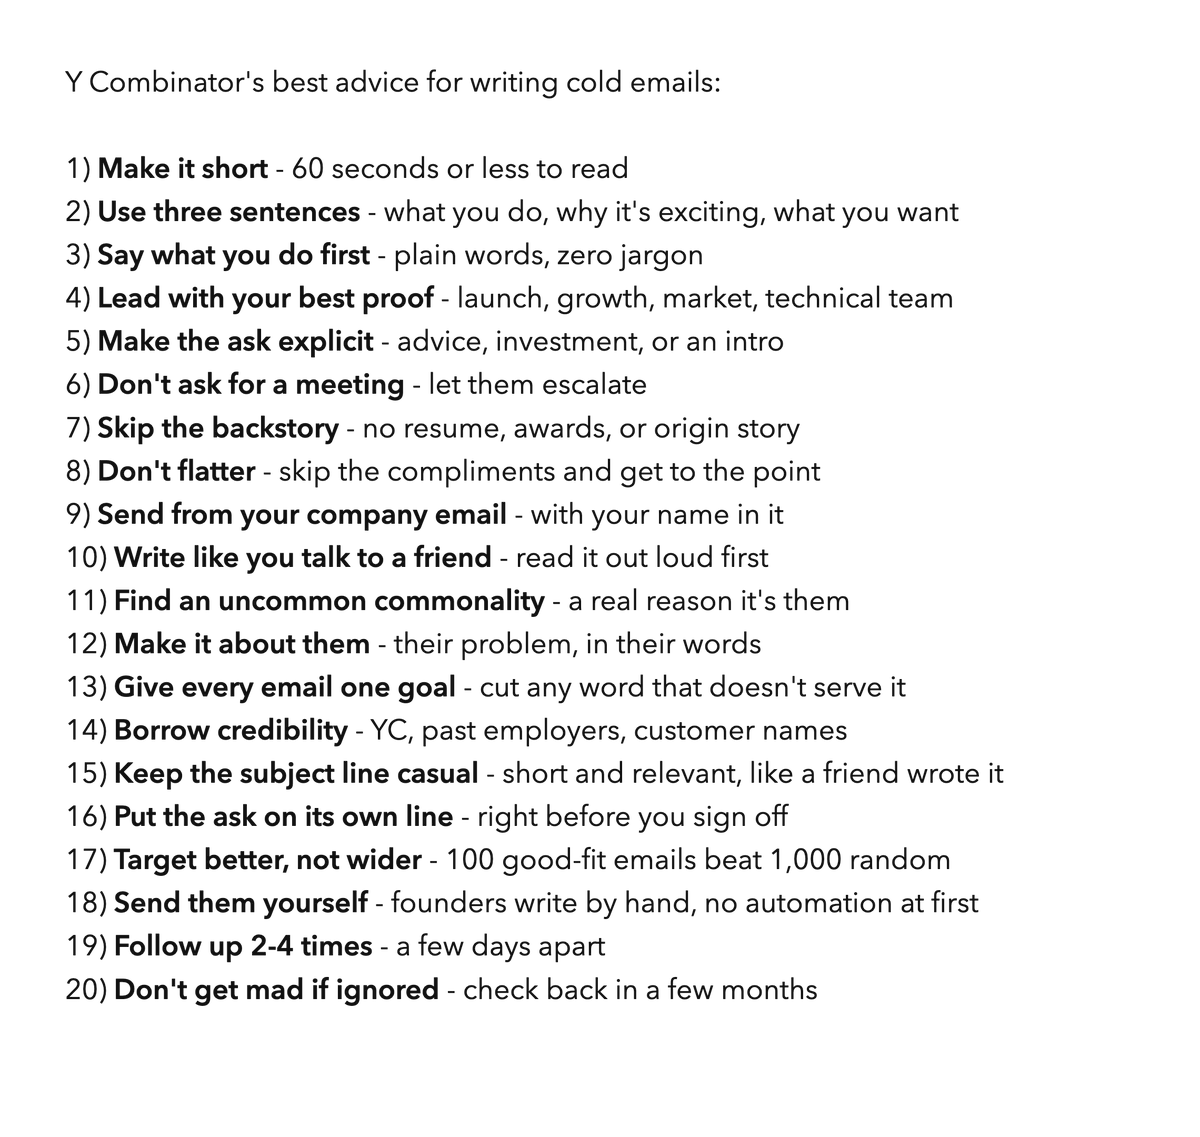 Y Combinator's best advice for writing cold emails:
1) Make it short - 60 seconds or less to read
2) Use three sentences - what you do, why it's exciting, what you want
3) Say what you do first - plain words, zero jargon
4) Lead with your best proof - launch, growth, market, technical team
5) Make the ask explicit - advice, investment, or an intro
6) Don't ask for a meeting - let them escalate
7) Skip the backstory - no resume, awards, or origin story
8) Don't flatter - skip the compliments and get to the point
9) Send from your company email - with your name in it
10) Write like you talk to a friend - read it out loud first
11) Find an uncommon commonality - a real reason it's them
12) Make it about them - their problem, in their words
13) Give every email one goal - cut any word that doesn't serve it
14) Borrow credibility - YC, past employers, customer names
15) Keep the subject line casual - short and relevant, like a friend wrote it
16) Put the ask on its own line - right before you sign off
17) Target better, not wider - 100 good-fit emails beat 1,000 random
18) Send them yourself - founders write by hand, no automation at first
19) Follow up 2-4 times - a few days apart
20) Don't get mad if ignored - check back in a few months